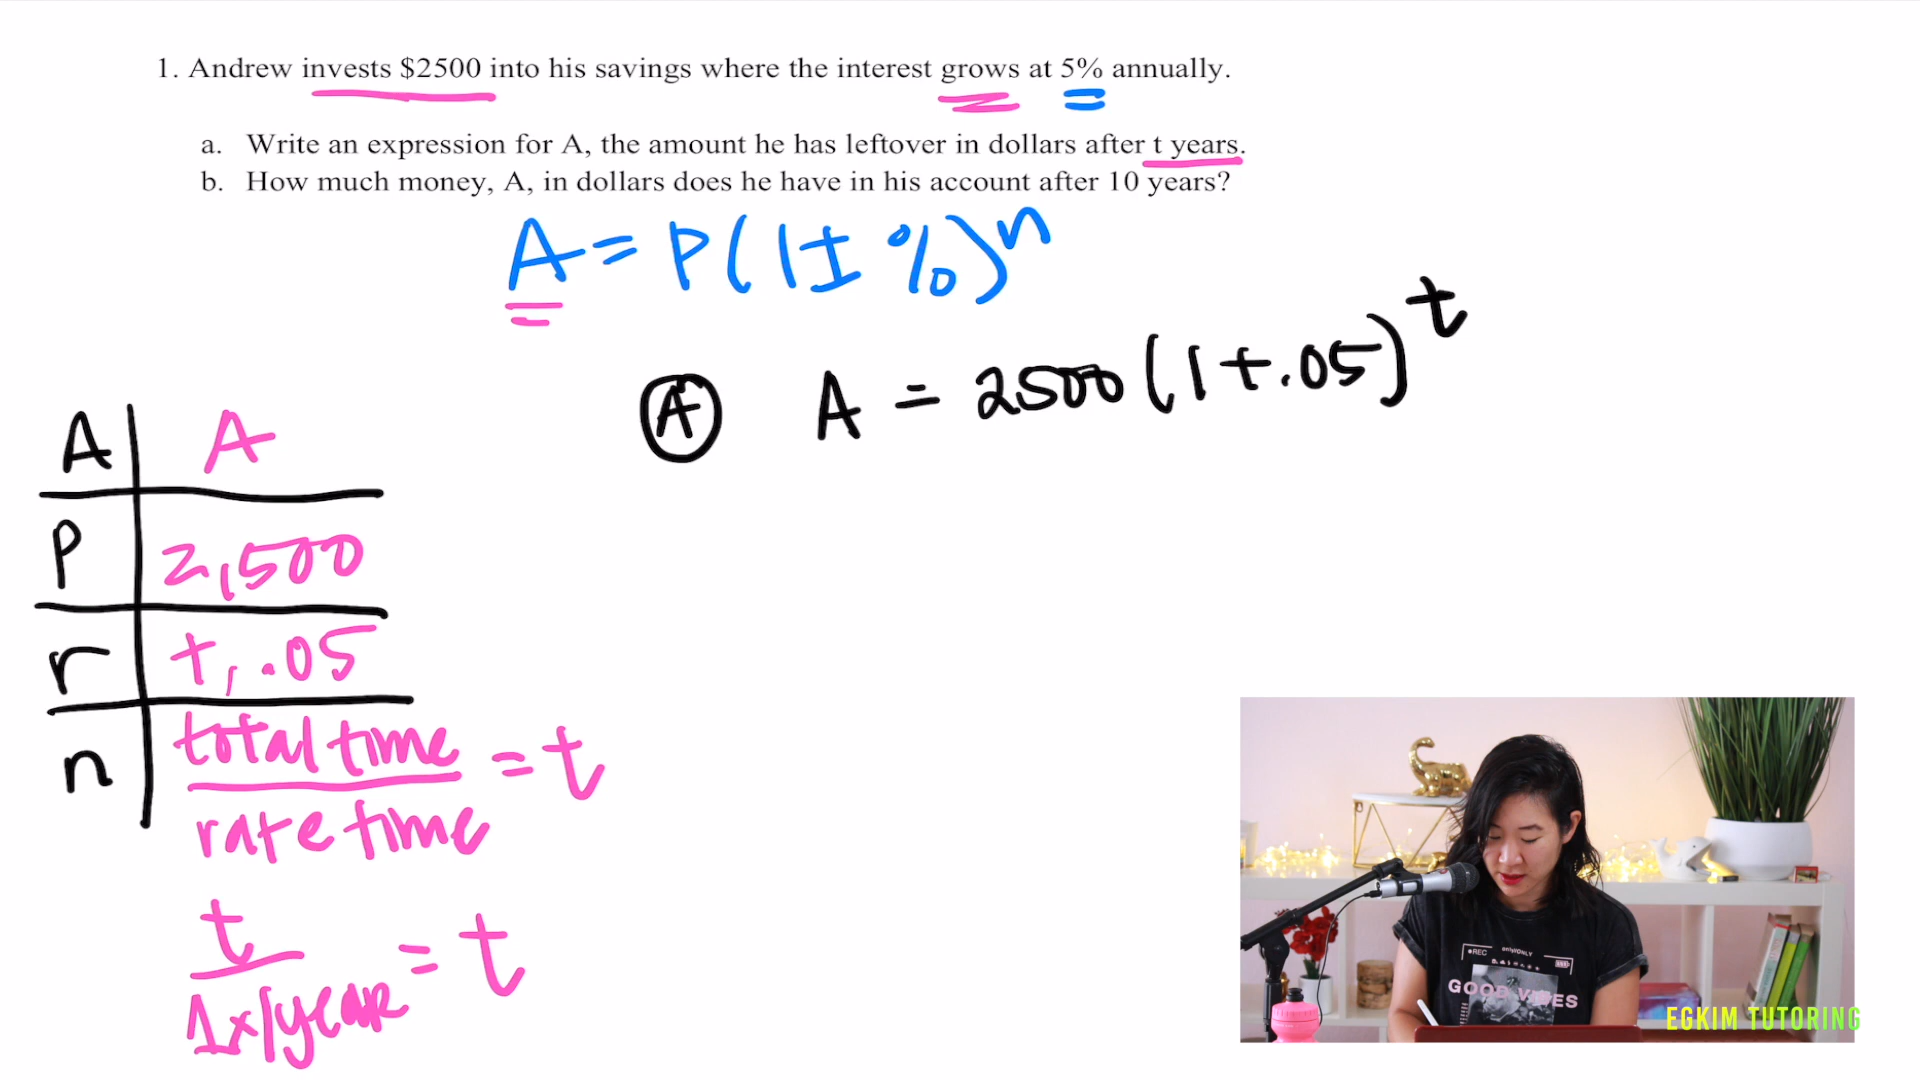 1. Andrew invests $2500 into his savings where the interest grows at 5% annually.
a. Write an expression for A, the amount he has leftover in dollars after t years.
b. How much money, A, in dollars does he have in his account after 10 years?
A = P(1 ± %)ⁿ
Ⓐ A = 2500(1+.05)ᵗ
A | A
P | 2,500
r | +, .05
n | total time / rate time = t
t / 1x/year = t
REC only/ONLY
GOOD VIBES
EGKIM TUTORING